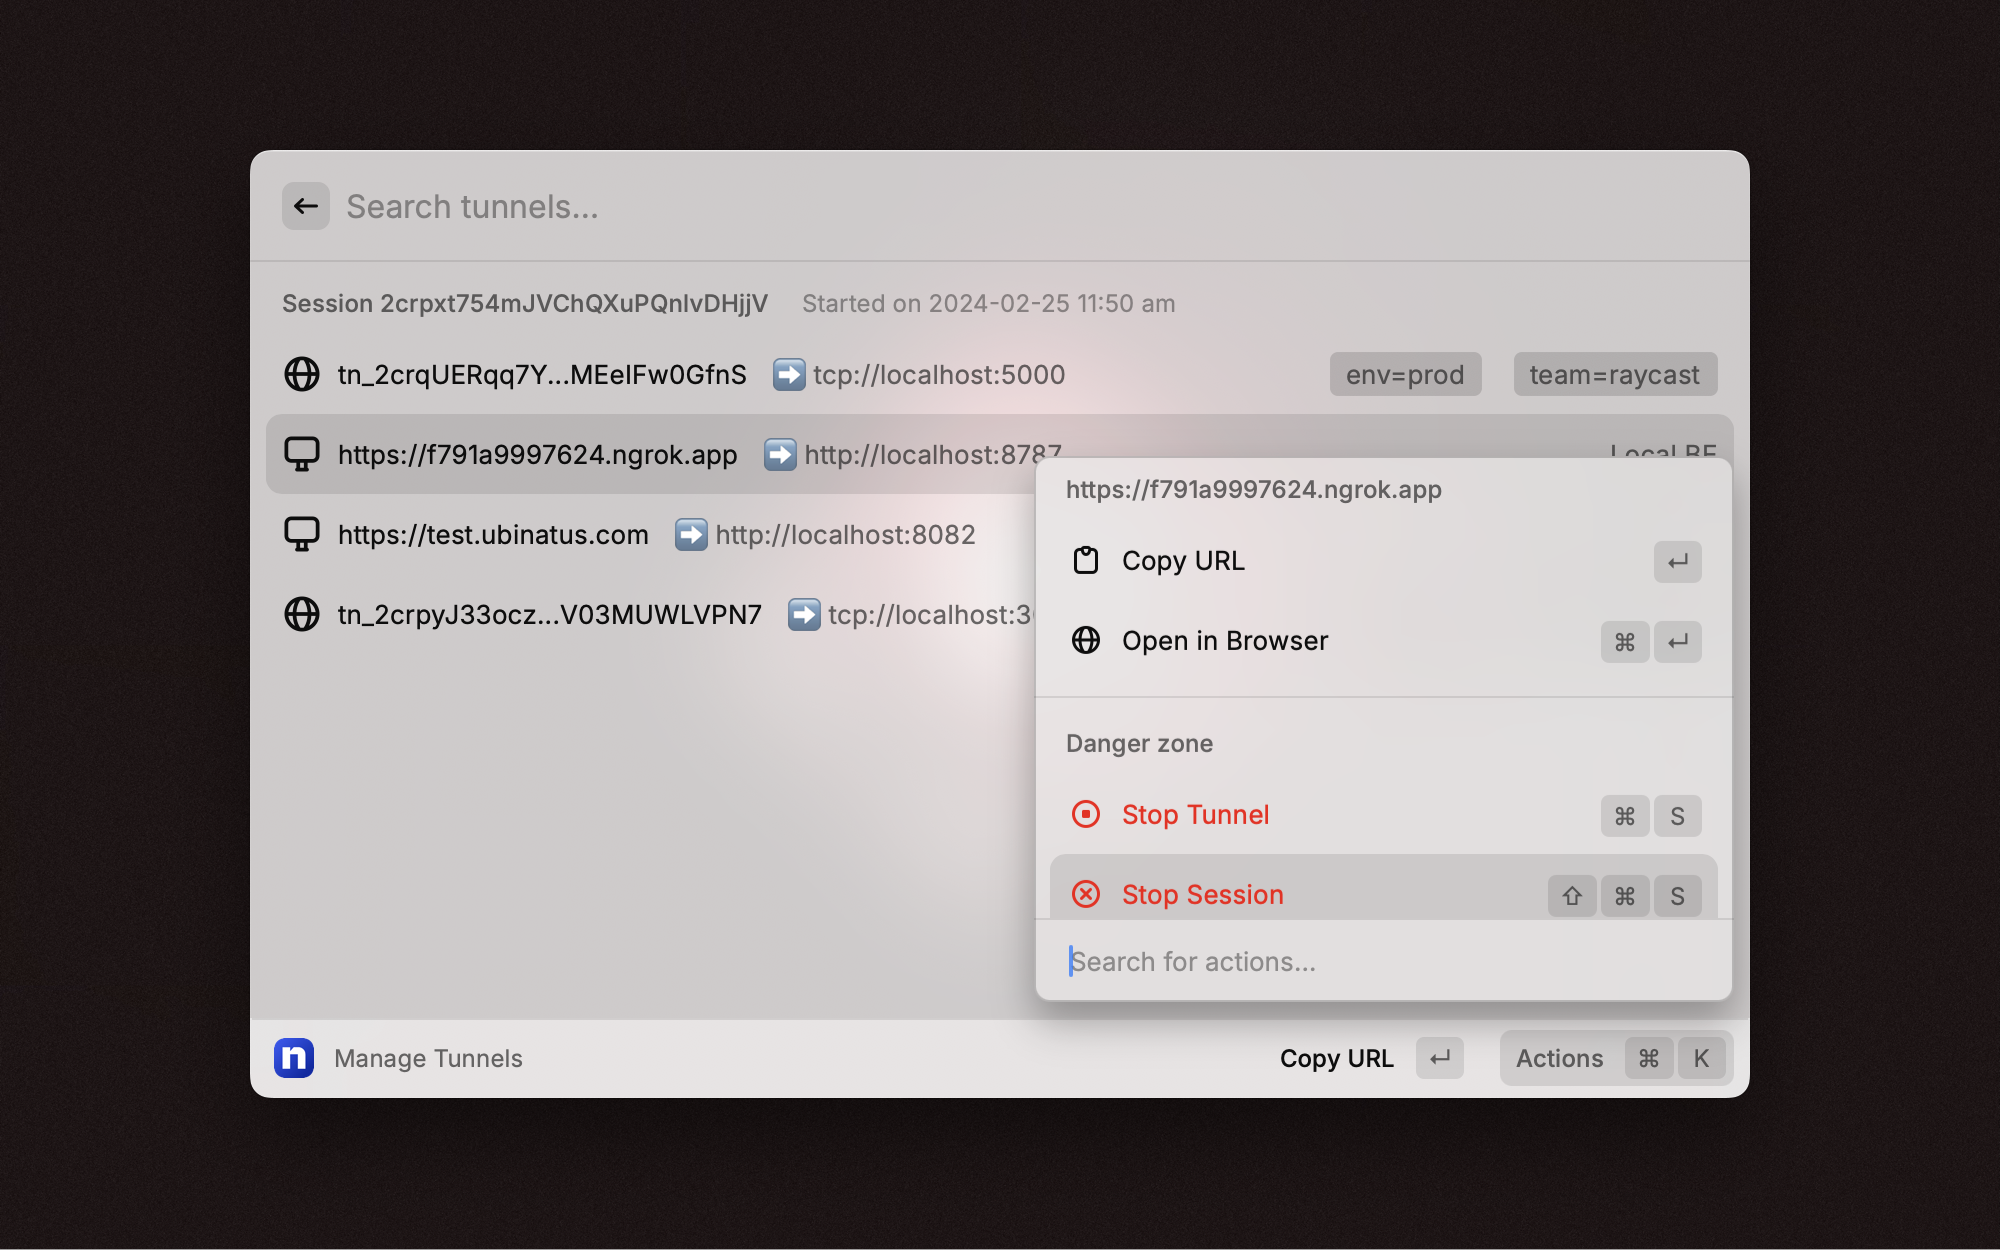 Search tunnels...
Session 2crpxt754mJVChQXuPQnIvDHjjV Started on 2024-02-25 11:50 am
tn_2crqUERqq7Y...MEeIFw0GfnS ➡️ tcp://localhost:5000 env=prod team=raycast
https://f791a9997624.ngrok.app ➡️ http://localhost:8787 Local BE
https://test.ubinatus.com ➡️ http://localhost:8082
tn_2crpyJ33ocz...V03MUWLVPN7 ➡️ tcp://localhost:3
https://f791a9997624.ngrok.app
Copy URL ↵
Open in Browser ⌘ ↵
Danger zone
Stop Tunnel ⌘ S
Stop Session ⇧ ⌘ S
Search for actions...
n Manage Tunnels Copy URL ↵ Actions ⌘ K